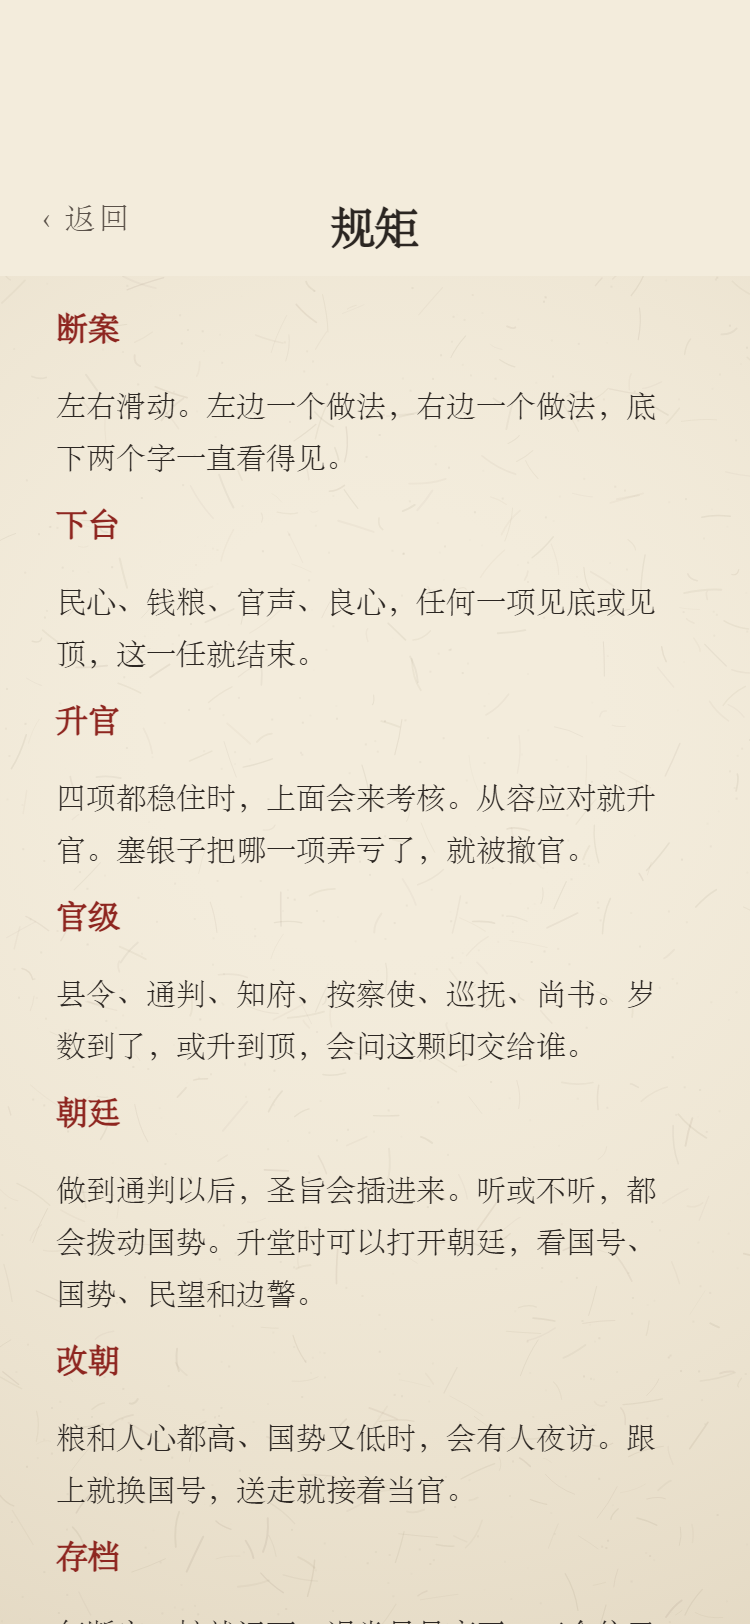 ‹ 返回
规矩
断案
左右滑动。左边一个做法，右边一个做法，底
下两个字一直看得见。
下台
民心、钱粮、官声、良心，任何一项见底或见
顶，这一任就结束。
升官
四项都稳住时，上面会来考核。从容应对就升
官。塞银子把哪一项弄亏了，就被撤官。
官级
县令、通判、知府、按察使、巡抚、尚书。岁
数到了，或升到顶，会问这颗印交给谁。
朝廷
做到通判以后，圣旨会插进来。听或不听，都
会拨动国势。升堂时可以打开朝廷，看国号、
国势、民望和边警。
改朝
粮和人心都高、国势又低时，会有人夜访。跟
上就换国号，送走就接着当官。
存档